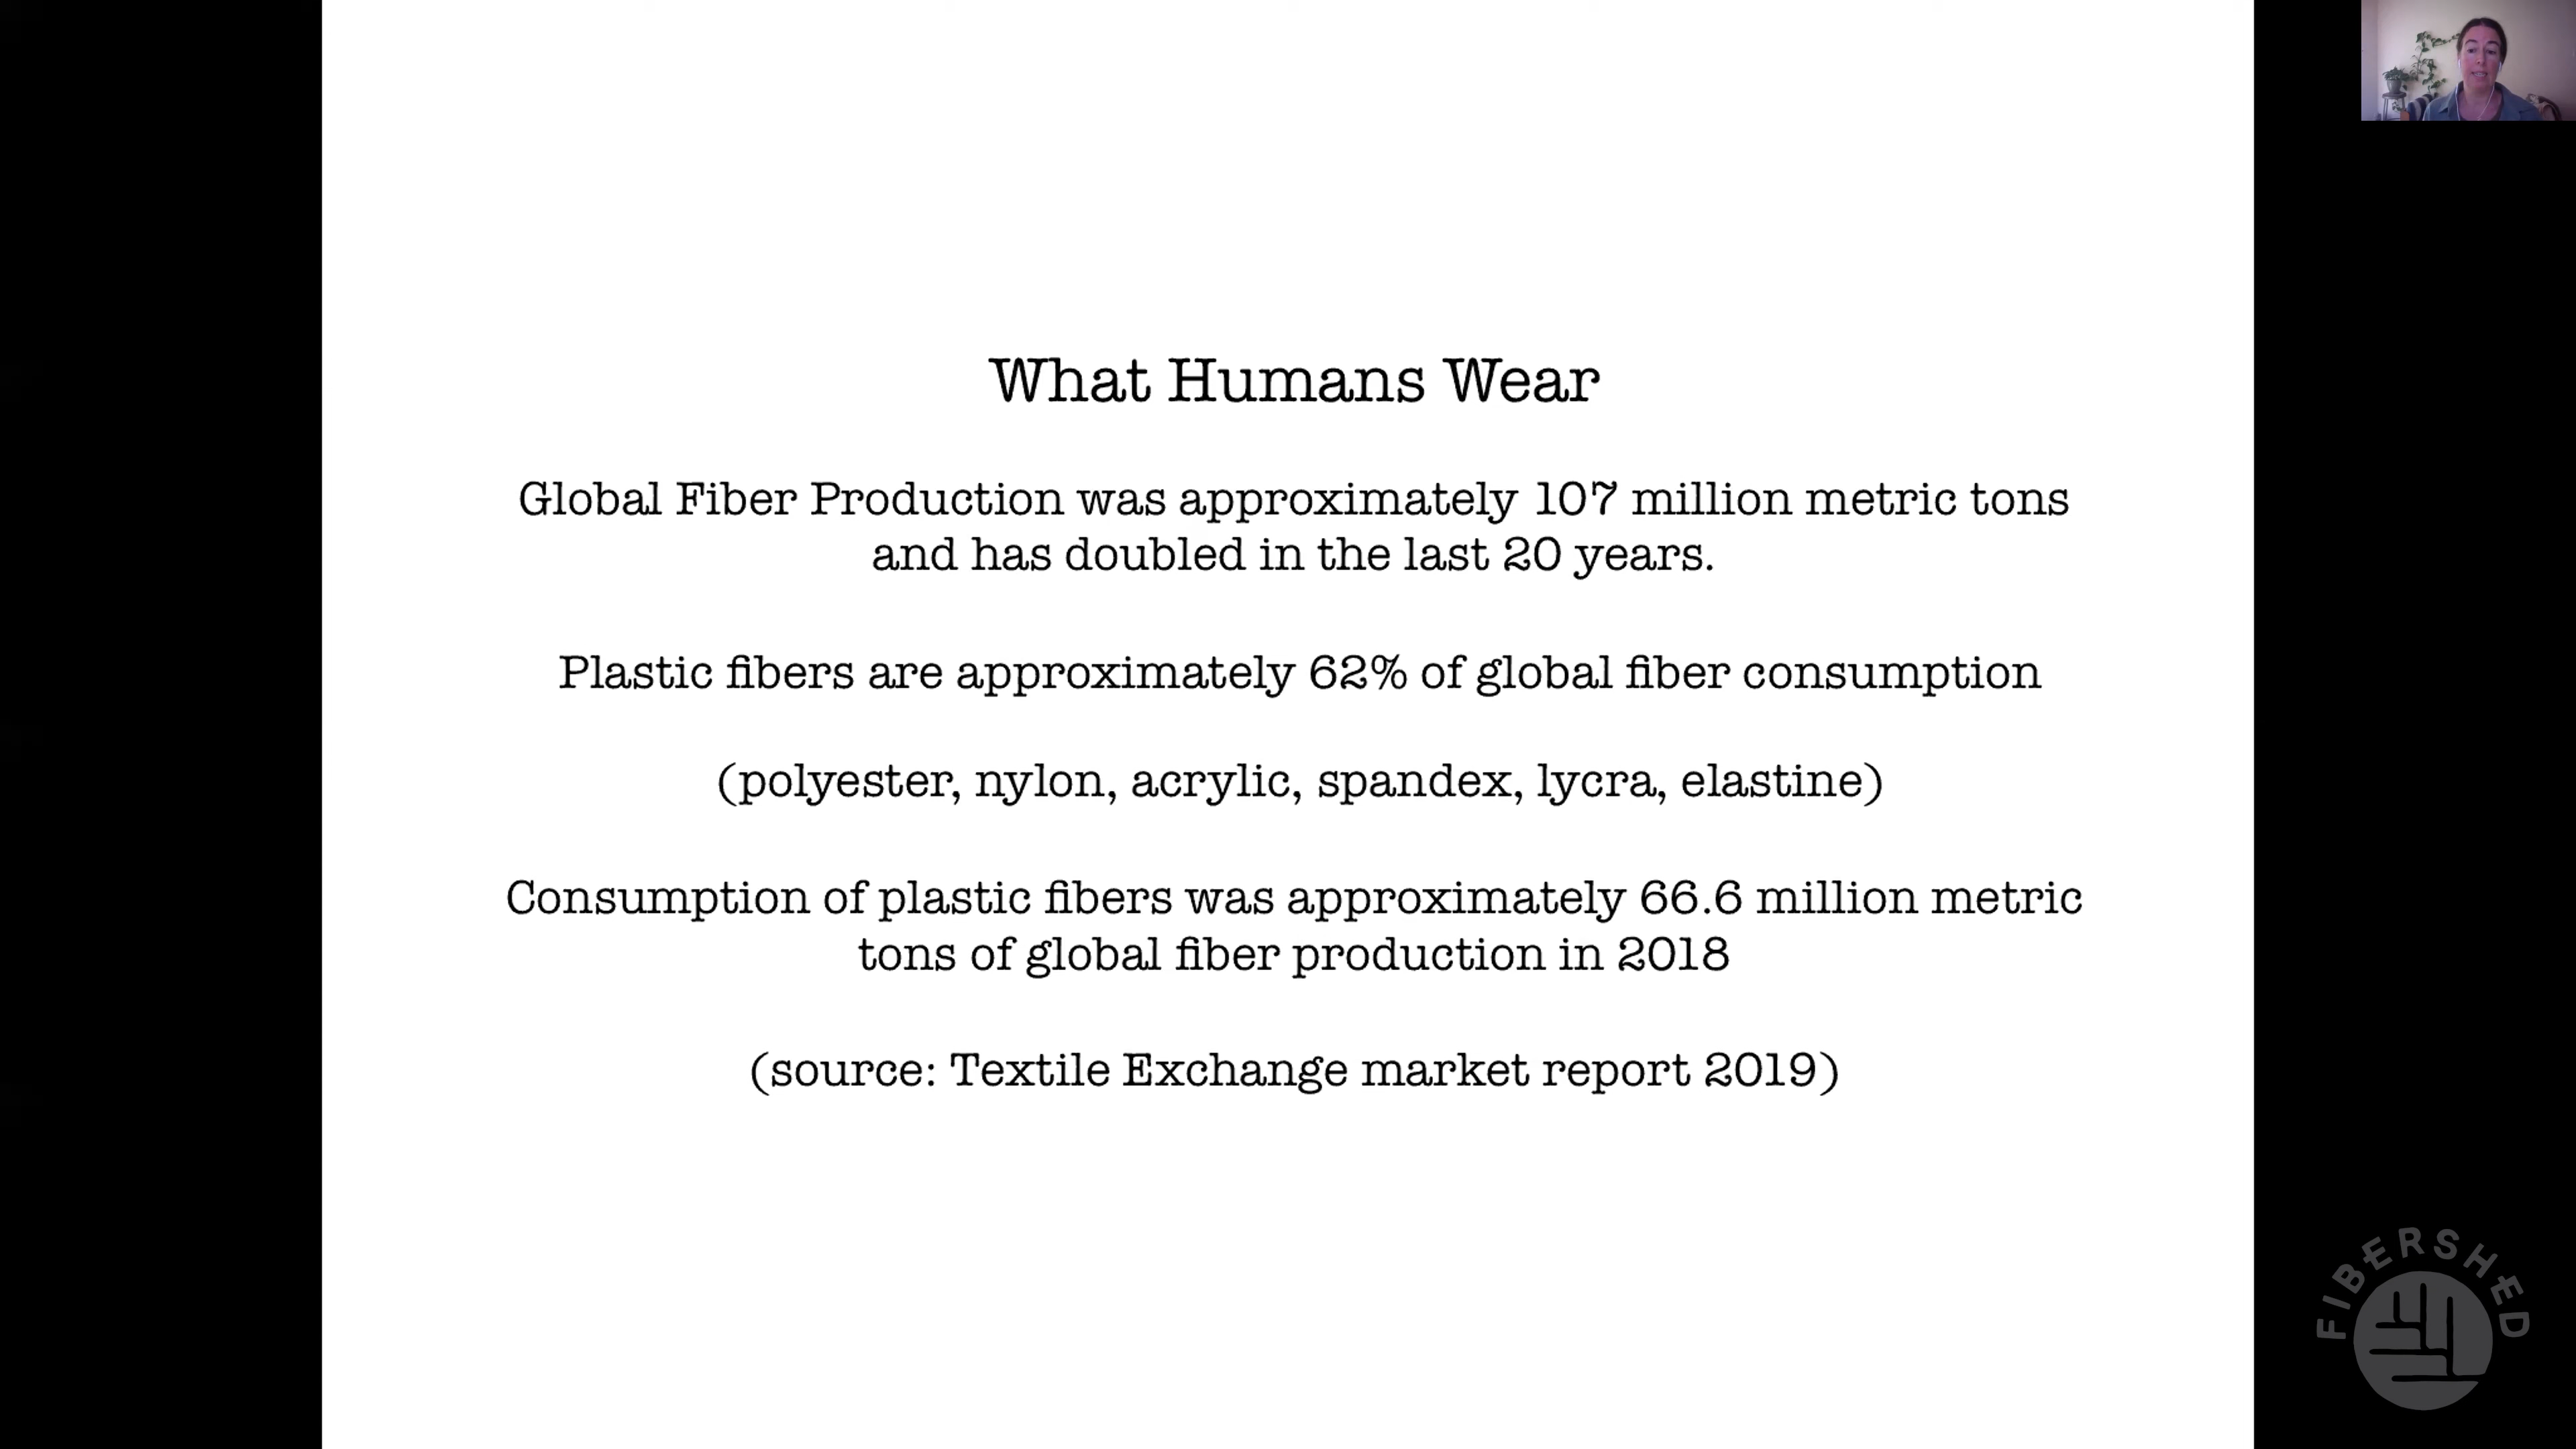 What Humans Wear
Global Fiber Production was approximately 107 million metric tons
and has doubled in the last 20 years.
Plastic fibers are approximately 62% of global fiber consumption
(polyester, nylon, acrylic, spandex, lycra, elastine)
Consumption of plastic fibers was approximately 66.6 million metric
tons of global fiber production in 2018
(source: Textile Exchange market report 2019)
FIBERSHED